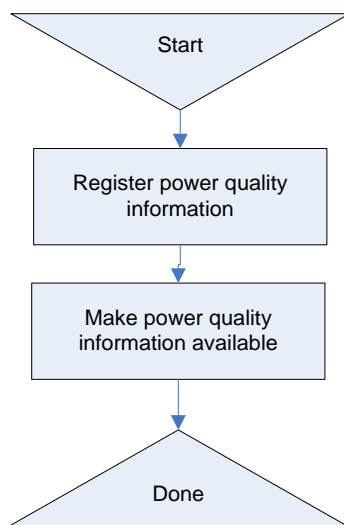 Start
Register power quality
information
Make power quality
information available
Done